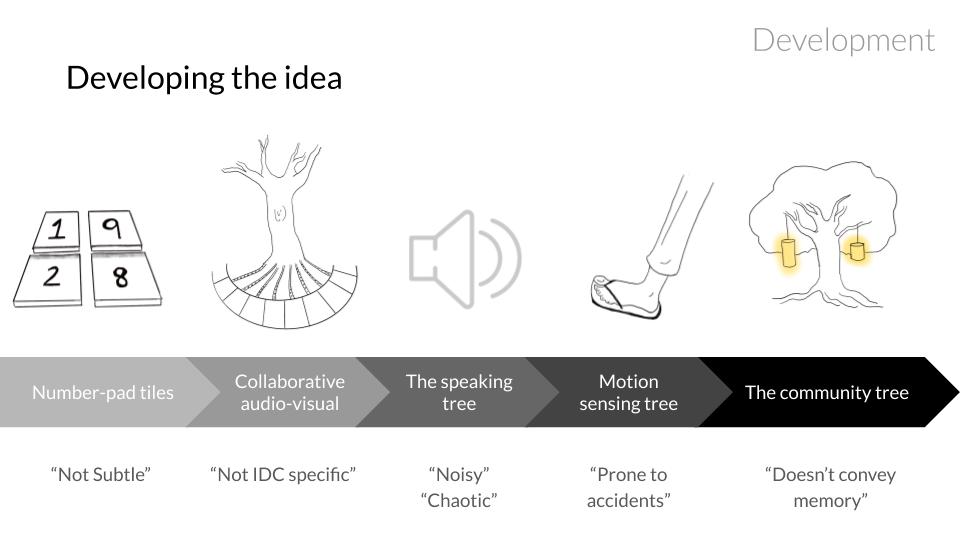 Development
Developing the idea
1 9
2 8
Number-pad tiles
Collaborative
audio-visual
The speaking
tree
Motion
sensing tree
The community tree
“Not Subtle”
“Not IDC specific”
“Noisy”
“Chaotic”
“Prone to
accidents”
“Doesn’t convey
memory”